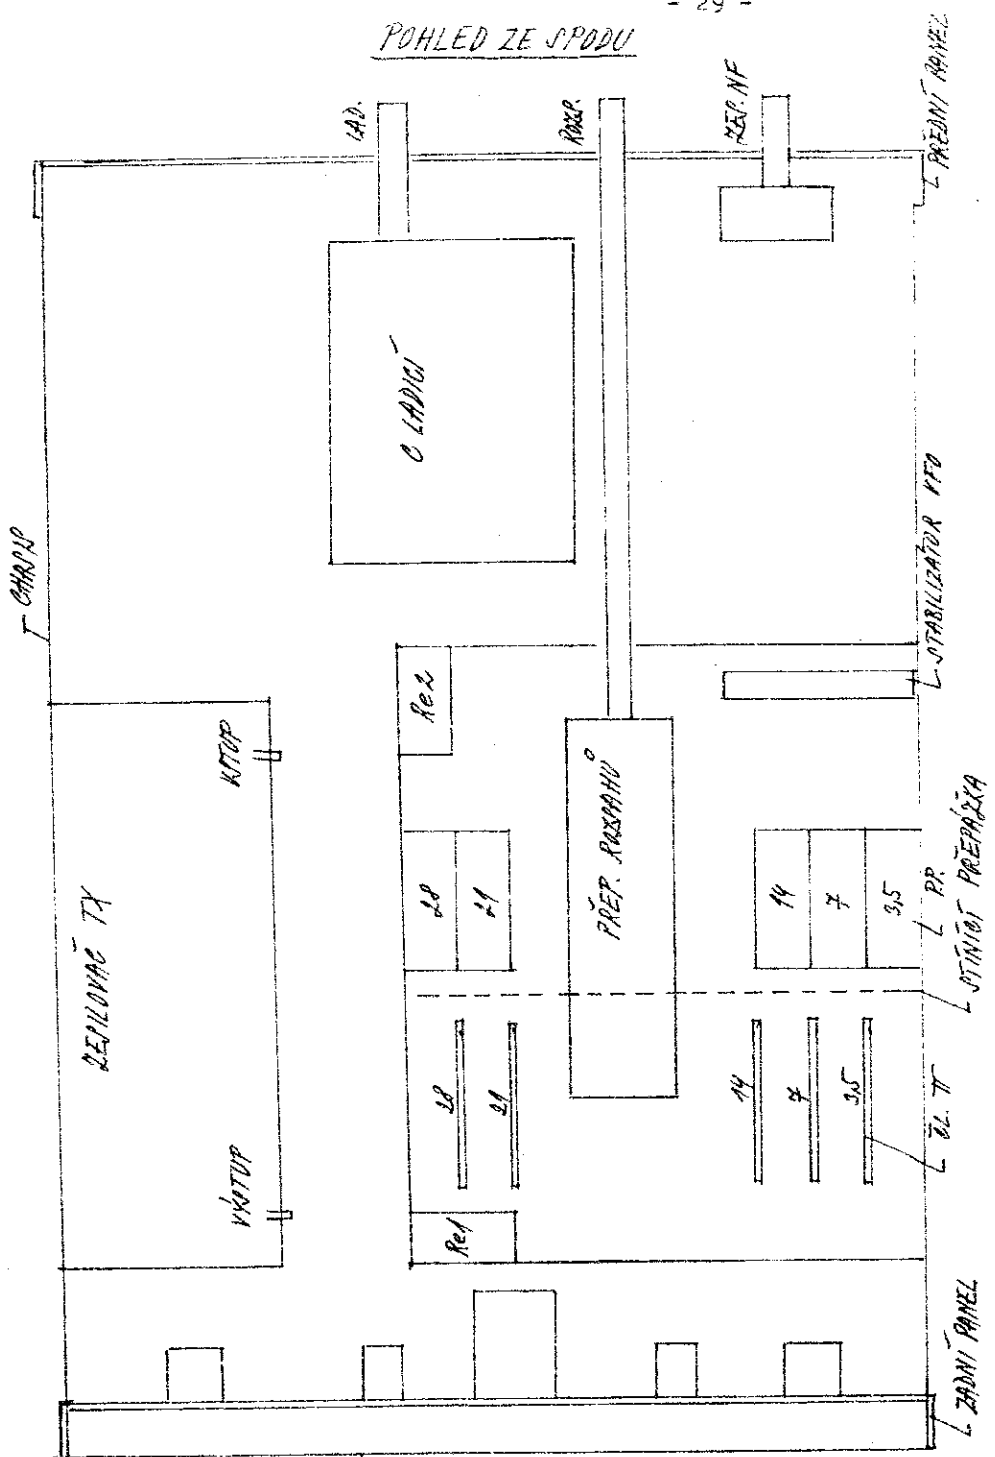 - 29 -
POHLED ZE SPODU
LAD.
ROZP.
ZES. NF
PŘEDNÍ PANEL
C LADICÍ
CHASIS
STABILIZÁTOR VFO
Re2
VSTUP
PŘEP. ROZSAHŮ
ZESILOVAČ TX
28
21
14
7
3,5
P.P.
STÍNÍCÍ PŘEPÁŽKA
28
21
14
7
3,5
ČL. π
VÝSTUP
Re1
ZADNÍ PANEL